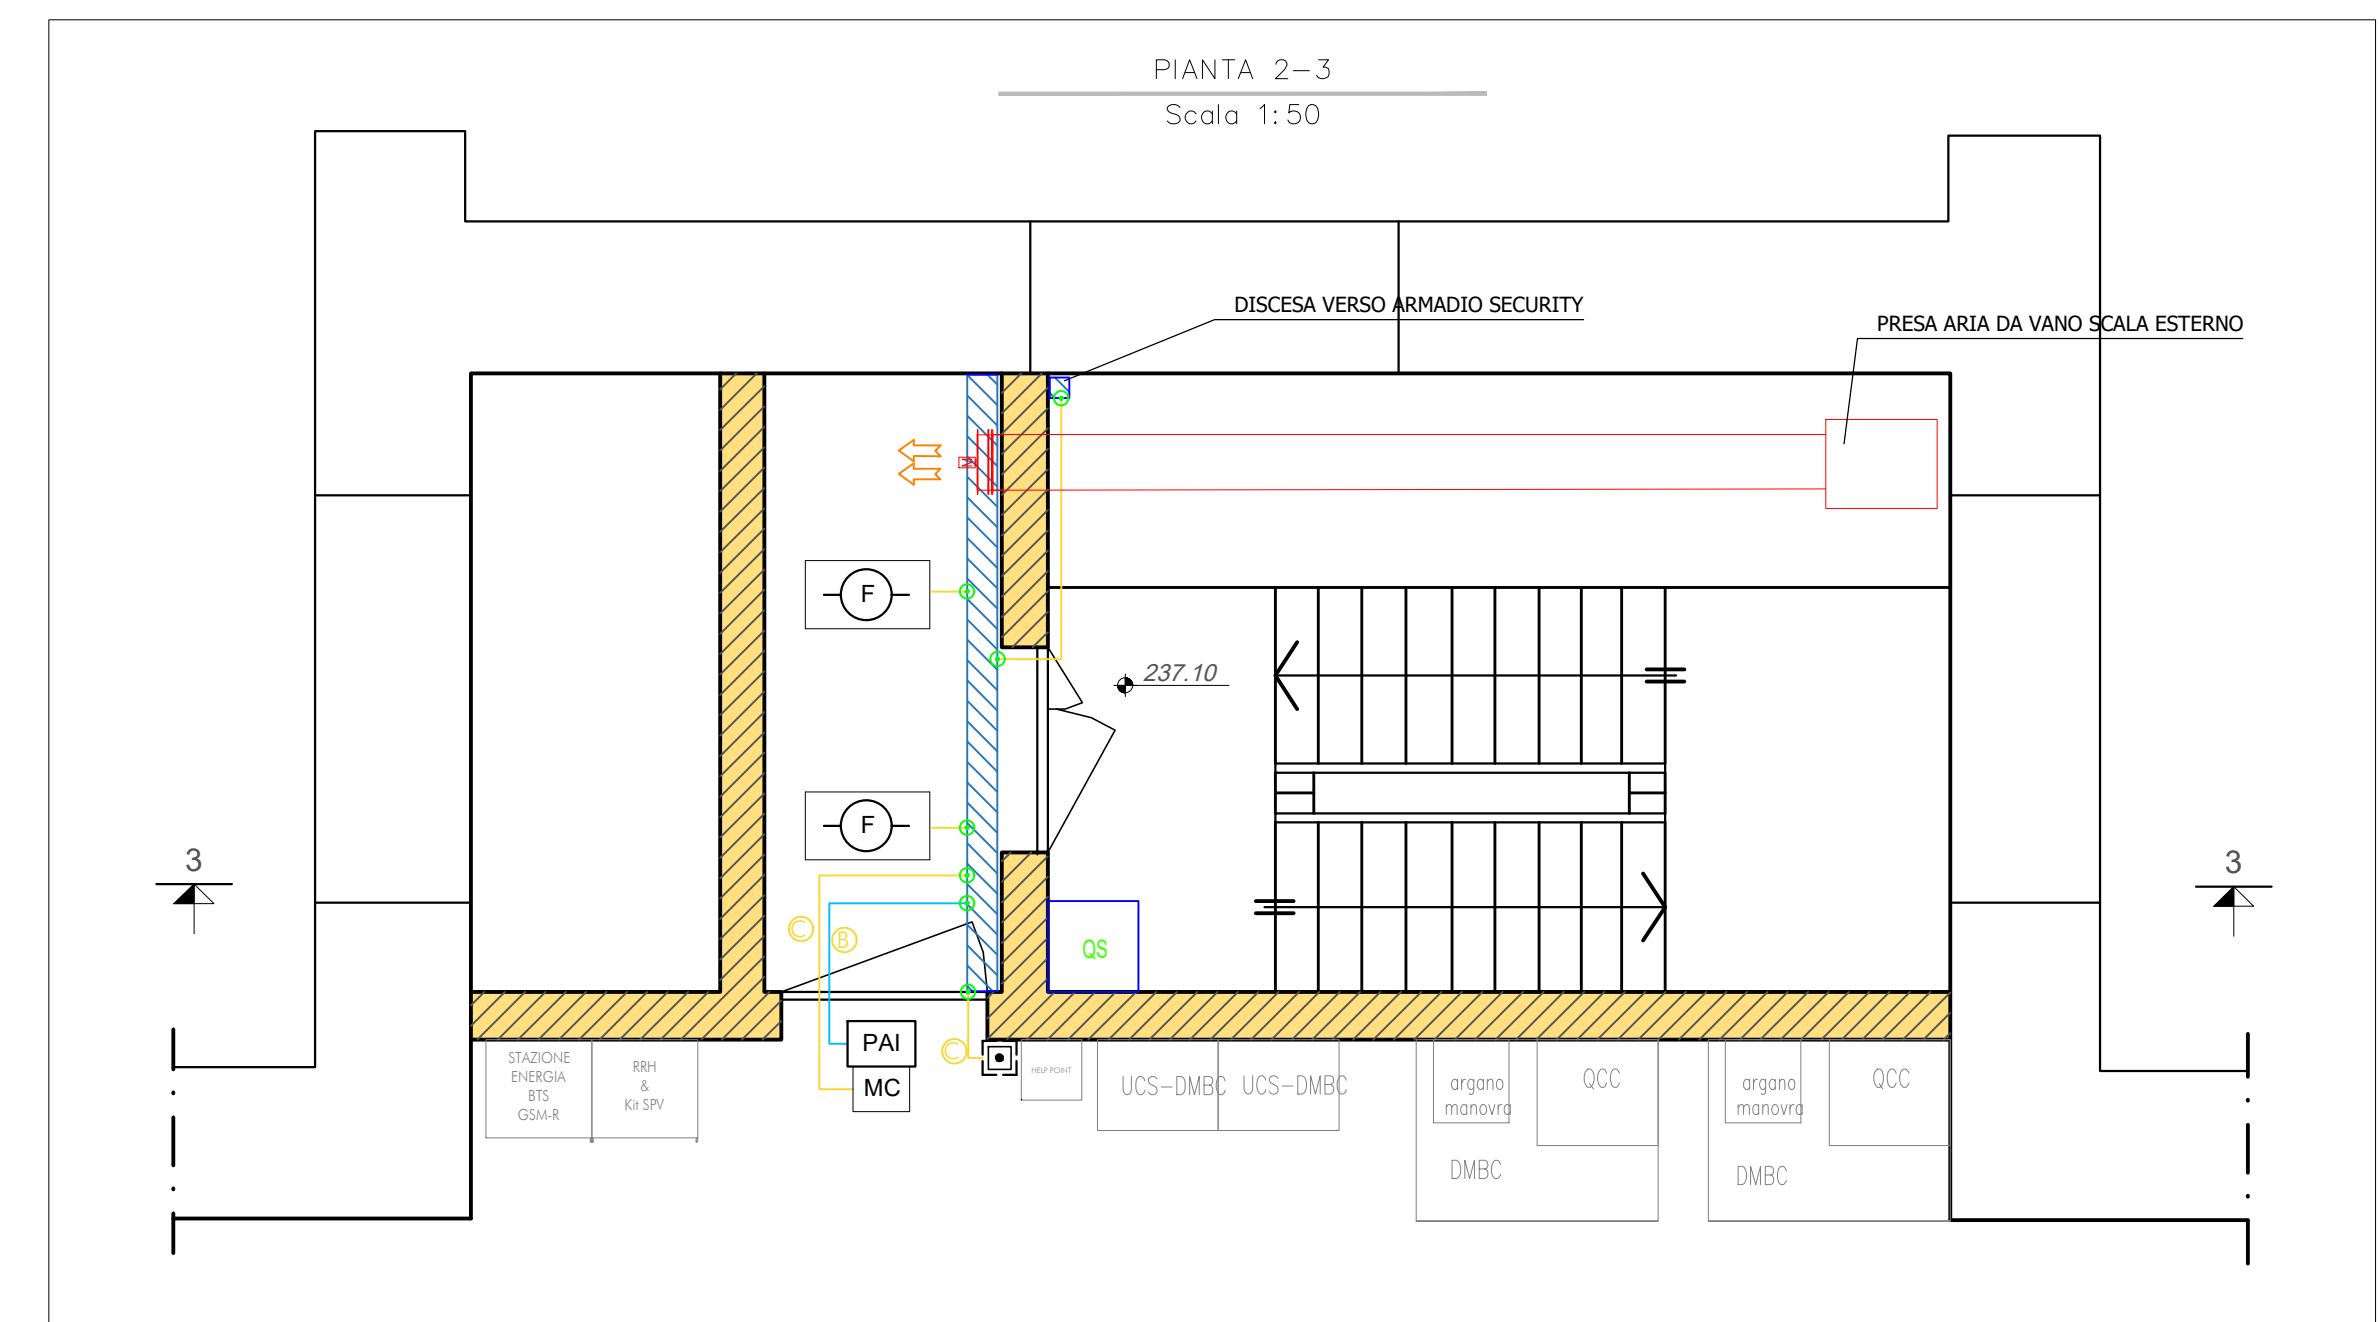 PIANTA 2-3
Scala 1:50
DISCESA VERSO ARMADIO SECURITY
PRESA ARIA DA VANO SCALA ESTERNO
M
F
237.10
F
3
3
C
B
QS
C
PAI
MC
STAZIONE
ENERGIA
BTS
GSM-R
RRH
&
Kit SPV
HELP POINT
UCS-DMBC
UCS-DMBC
argano
manovra
QCC
DMBC
argano
manovra
QCC
DMBC